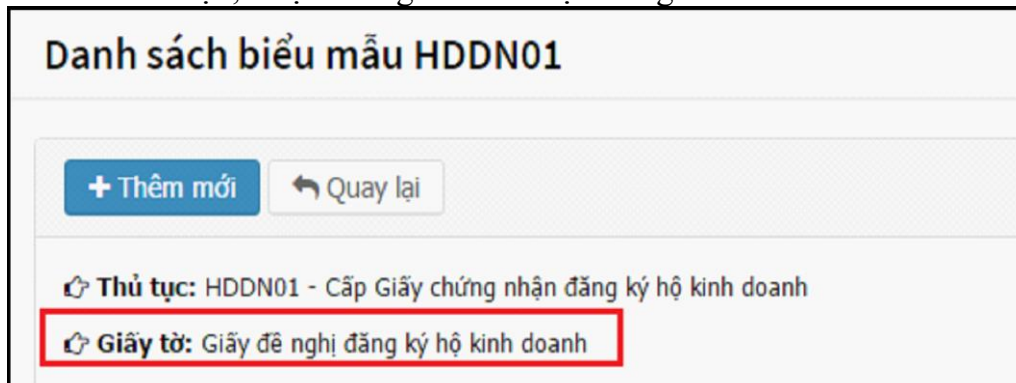 Danh sách biểu mẫu HDDN01
Thêm mới Quay lại
Thủ tục: HDDN01 - Cấp Giấy chứng nhận đăng ký hộ kinh doanh
Giấy tờ: Giấy đề nghị đăng ký hộ kinh doanh